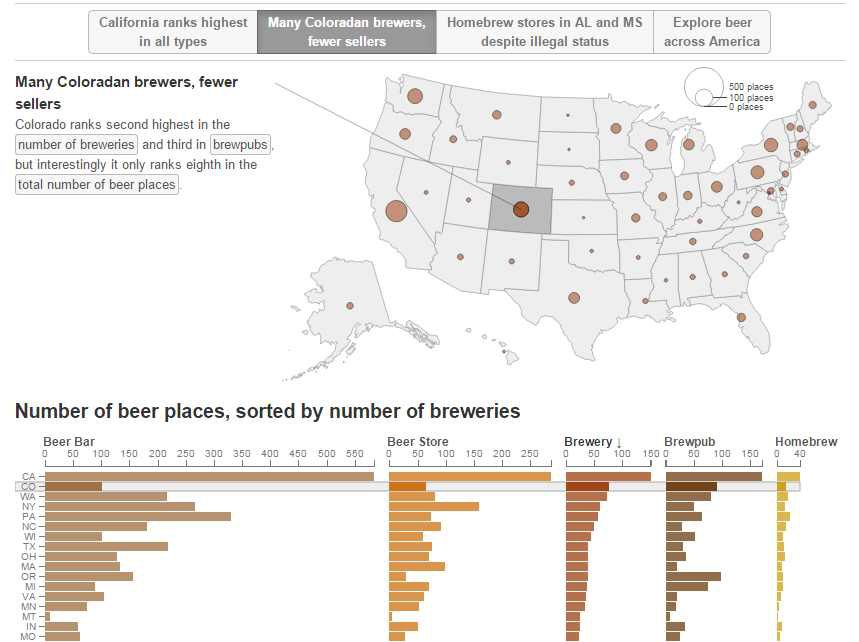 California ranks highest
in all types
Many Coloradan brewers,
fewer sellers
Homebrew stores in AL and MS
despite illegal status
Explore beer
across America
Many Coloradan brewers, fewer
sellers
Colorado ranks second highest in the
number of breweries and third in brewpubs,
but interestingly it only ranks eighth in the
total number of beer places.
500 places
100 places
0 places
Number of beer places, sorted by number of breweries
Beer Bar Beer Store Brewery ↓ Brewpub Homebrew
0 50 100 150 200 250 300 350 400 450 500 550 0 50 100 150 200 250 0 50 100 150 0 50 100 150 0 40
CA
CO
WA
NY
PA
NC
WI
TX
OH
MA
OR
MI
VA
MN
MT
IN
MO